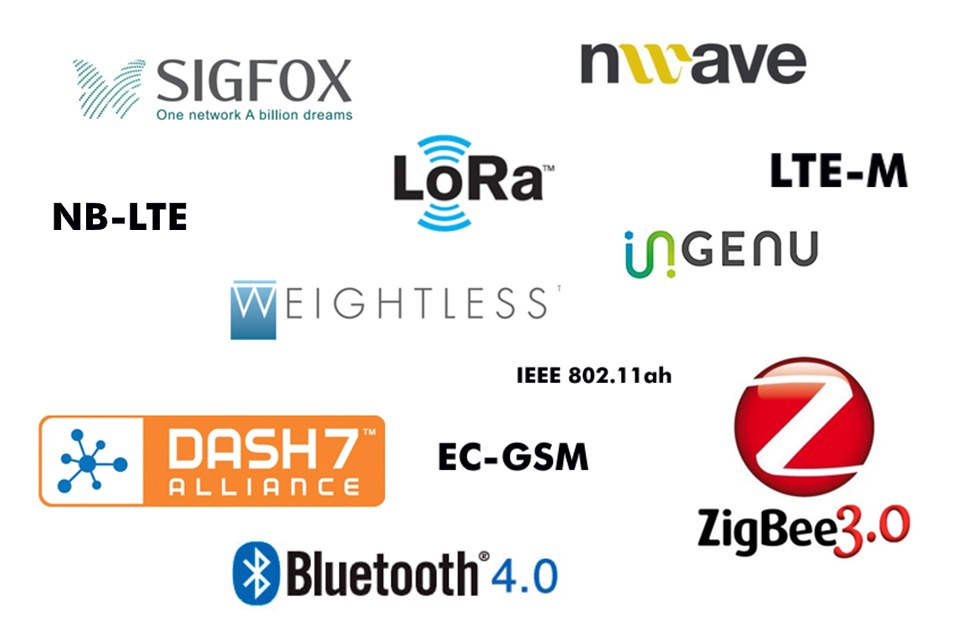 SIGFOX
One network A billion dreams
nwave
LoRa™
LTE-M
NB-LTE
inGENU
WEIGHTLESS
IEEE 802.11ah
DASH7™
ALLIANCE
EC-GSM
Z
ZigBee3.0
Bluetooth®4.0